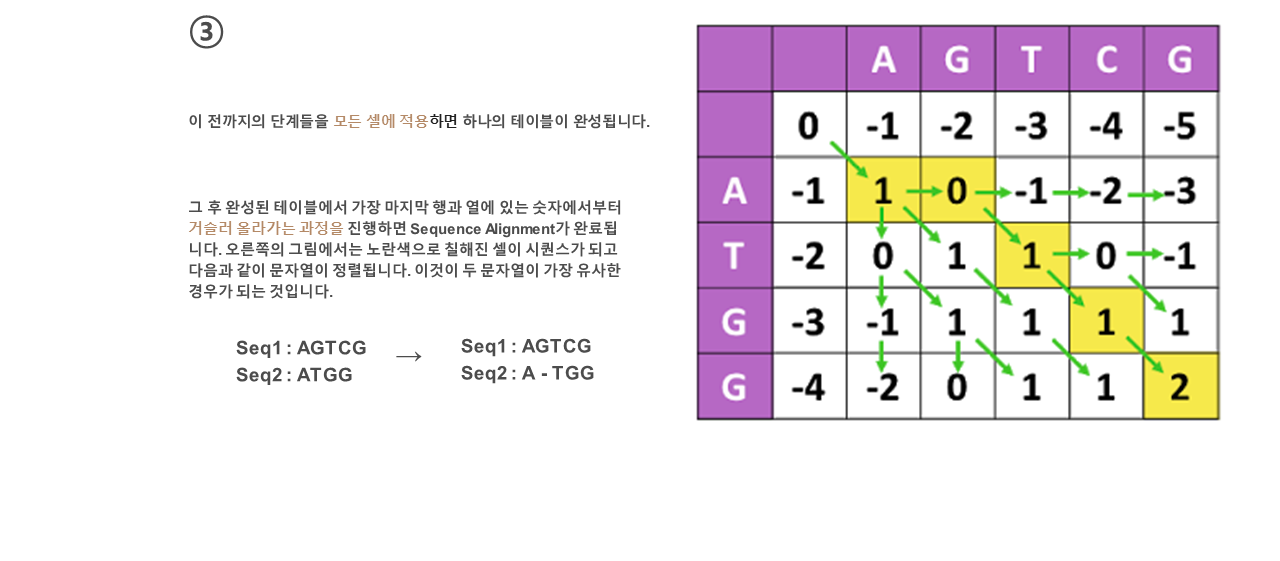 ③
이 전까지의 단계들을 모든 셀에 적용하면 하나의 테이블이 완성됩니다.
그 후 완성된 테이블에서 가장 마지막 행과 열에 있는 숫자에서부터
거슬러 올라가는 과정을 진행하면 Sequence Alignment가 완료됩
니다. 오른쪽의 그림에서는 노란색으로 칠해진 셀이 시퀀스가 되고
다음과 같이 문자열이 정렬됩니다. 이것이 두 문자열이 가장 유사한
경우가 되는 것입니다.
Seq1 : AGTCG → Seq1 : AGTCG
Seq2 : ATGG Seq2 : A - TGG
A G T C G
0 -1 -2 -3 -4 -5
A -1 1 0 -1 -2 -3
T -2 0 1 1 0 -1
G -3 -1 1 1 1 1
G -4 -2 0 1 1 2